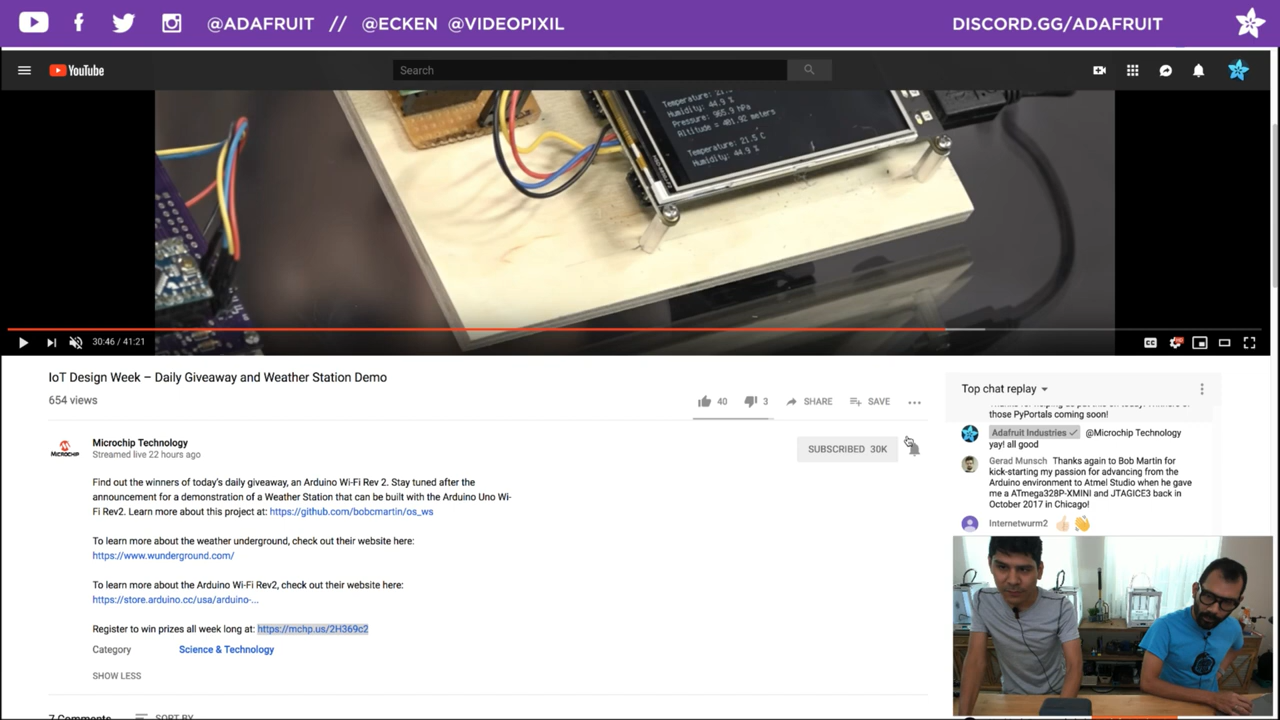 @ADAFRUIT // @ECKEN @VIDEOPIXIL
DISCORD.GG/ADAFRUIT
YouTube
Search
Humidity: 44.9 %
Pressure: 965.9 hPa
Altitude = 401.92 meters
Temperature: 21.5 C
Humidity: 44.9 %
30:46 / 41:21
CC
IoT Design Week – Daily Giveaway and Weather Station Demo
654 views
40
3
SHARE
SAVE
MICROCHIP
Microchip Technology
Streamed live 22 hours ago
SUBSCRIBED 30K
Find out the winners of today's daily giveaway, an Arduino Wi-Fi Rev 2. Stay tuned after the
announcement for a demonstration of a Weather Station that can be built with the Arduino Uno Wi-
Fi Rev2. Learn more about this project at: https://github.com/bobcmartin/os_ws
To learn more about the weather underground, check out their website here:
https://www.wunderground.com/
To learn more about the Arduino Wi-Fi Rev2, check out their website here:
https://store.arduino.cc/usa/arduino-...
Register to win prizes all week long at: https://mchp.us/2H369c2
Category
Science & Technology
SHOW LESS
7 Comments
SORT BY
Top chat replay
those PyPortals coming soon!
Adafruit Industries @Microchip Technology
yay! all good
Gerad Munsch Thanks again to Bob Martin for
kick-starting my passion for advancing from the
Arduino environment to Atmel Studio when he gave
me a ATmega328P-XMINI and JTAGICE3 back in
October 2017 in Chicago!
Internetwurm2